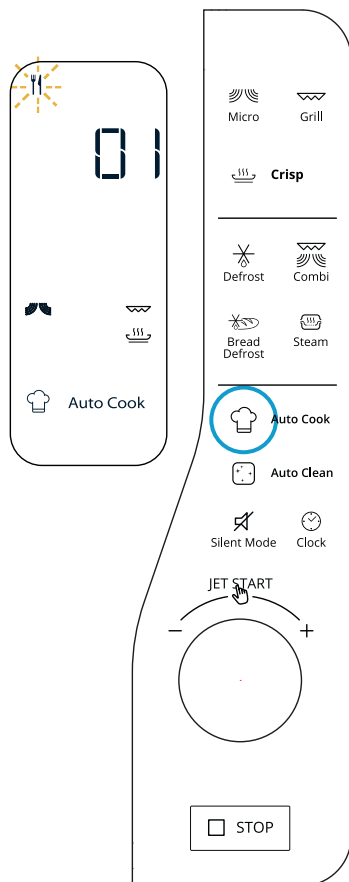 01
Auto Cook
Micro
Grill
Crisp
Defrost
Combi
Bread
Defrost
Steam
Auto Cook
Auto Clean
Silent Mode
Clock
JET START
− +
STOP